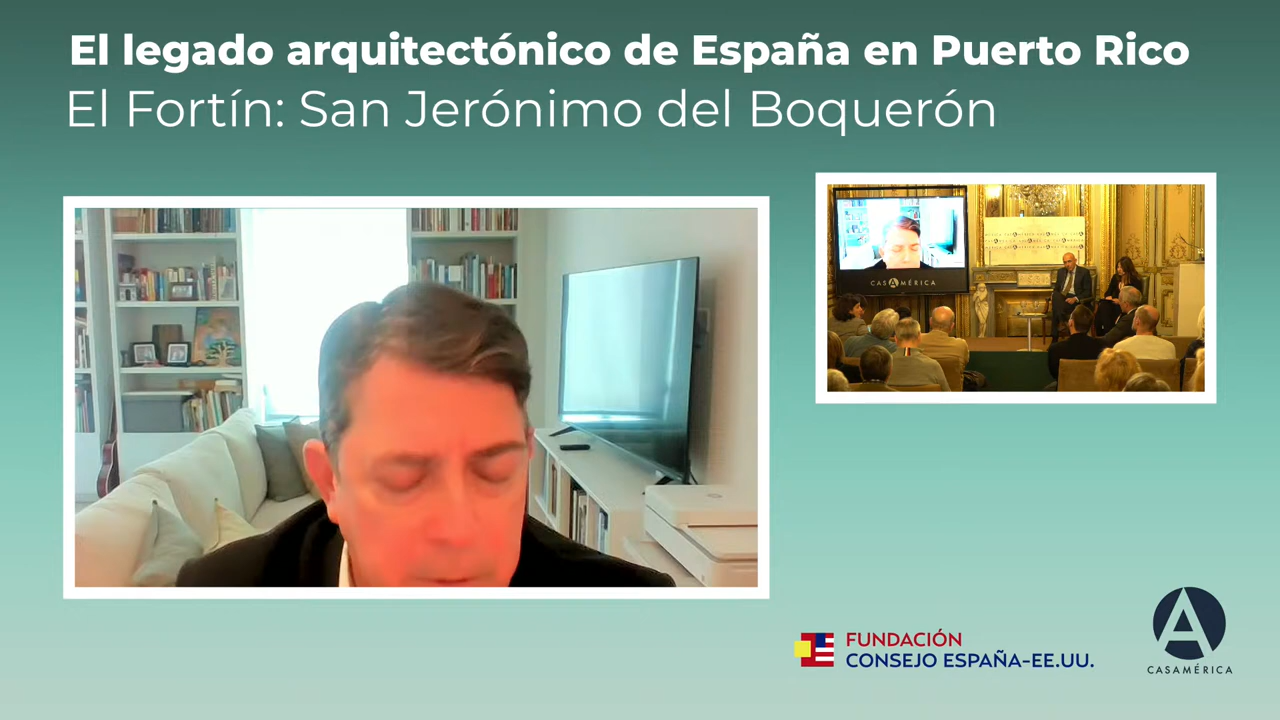 El legado arquitectónico de España en Puerto Rico
El Fortín: San Jerónimo del Boquerón
CASAMÉRICA
FUNDACIÓN
CONSEJO ESPAÑA-EE.UU.
CASAMÉRICA